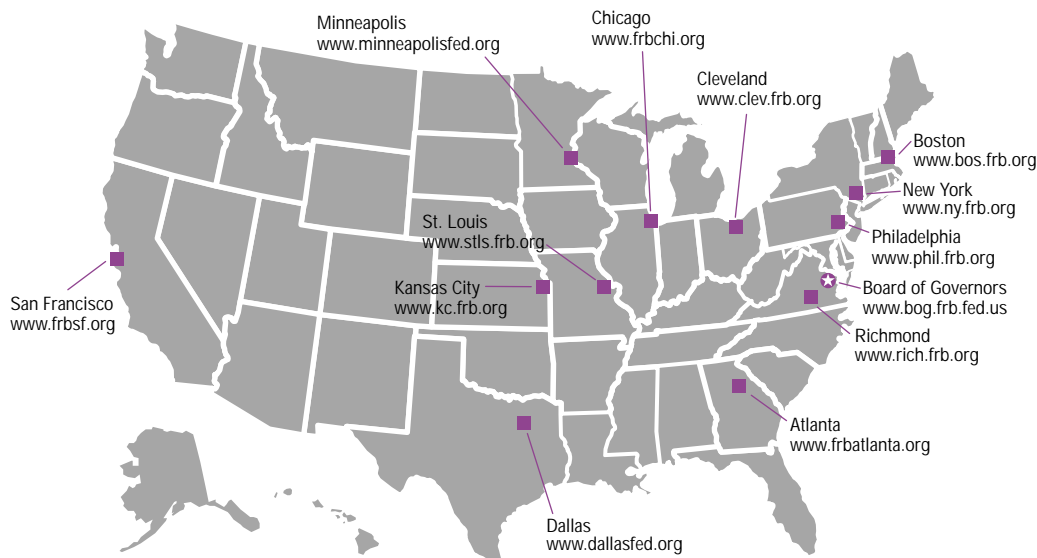 Minneapolis
www.minneapolisfed.org
Chicago
www.frbchi.org
Cleveland
www.clev.frb.org
Boston
www.bos.frb.org
New York
www.ny.frb.org
Philadelphia
www.phil.frb.org
Board of Governors
www.bog.frb.fed.us
Richmond
www.rich.frb.org
St. Louis
www.stls.frb.org
Kansas City
www.kc.frb.org
San Francisco
www.frbsf.org
Atlanta
www.frbatlanta.org
Dallas
www.dallasfed.org